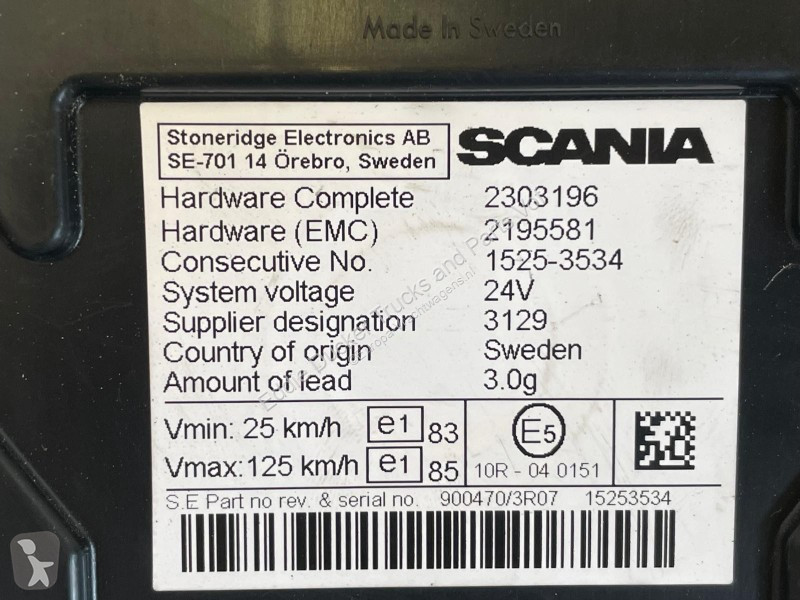 Made In Sweden
Stoneridge Electronics AB
SE-701 14 Örebro, Sweden
SCANIA
Hardware Complete 2303196
Hardware (EMC) 2195581
Consecutive No. 1525-3534
System voltage 24V
Supplier designation 3129
Country of origin Sweden
Amount of lead 3.0g
Vmin: 25 km/h e1 83
Vmax: 125 km/h e1 85
E5
10R - 04 0151
S.E Part no rev. & serial no. 900470/3R07 15253534
Trucks and Parts